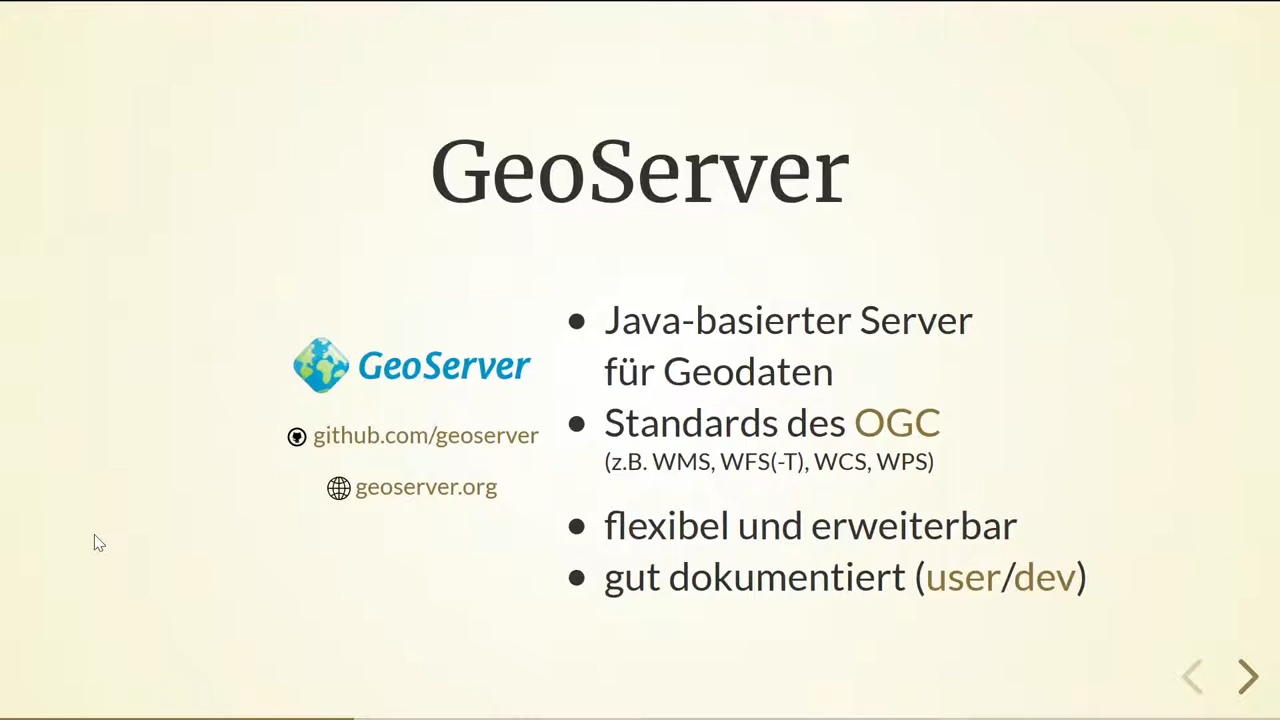 GeoServer
GeoServer
github.com/geoserver
geoserver.org
Java-basierter Server
für Geodaten
Standards des OGC
(z.B. WMS, WFS(-T), WCS, WPS)
flexibel und erweiterbar
gut dokumentiert (user/dev)